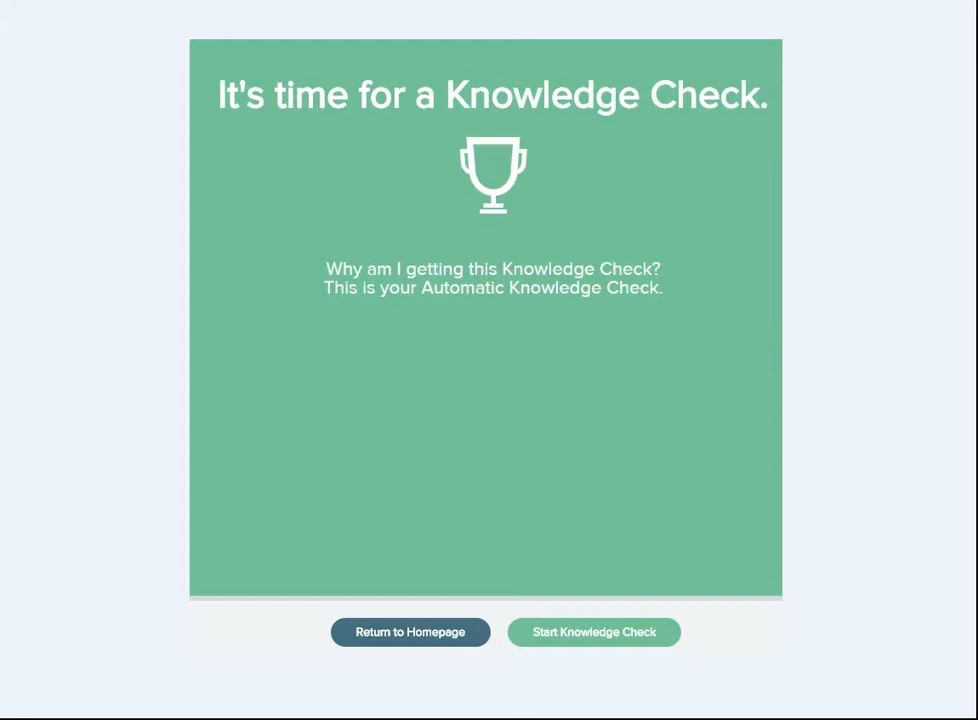 It's time for a Knowledge Check.
Why am I getting this Knowledge Check?
This is your Automatic Knowledge Check.
Return to Homepage
Start Knowledge Check